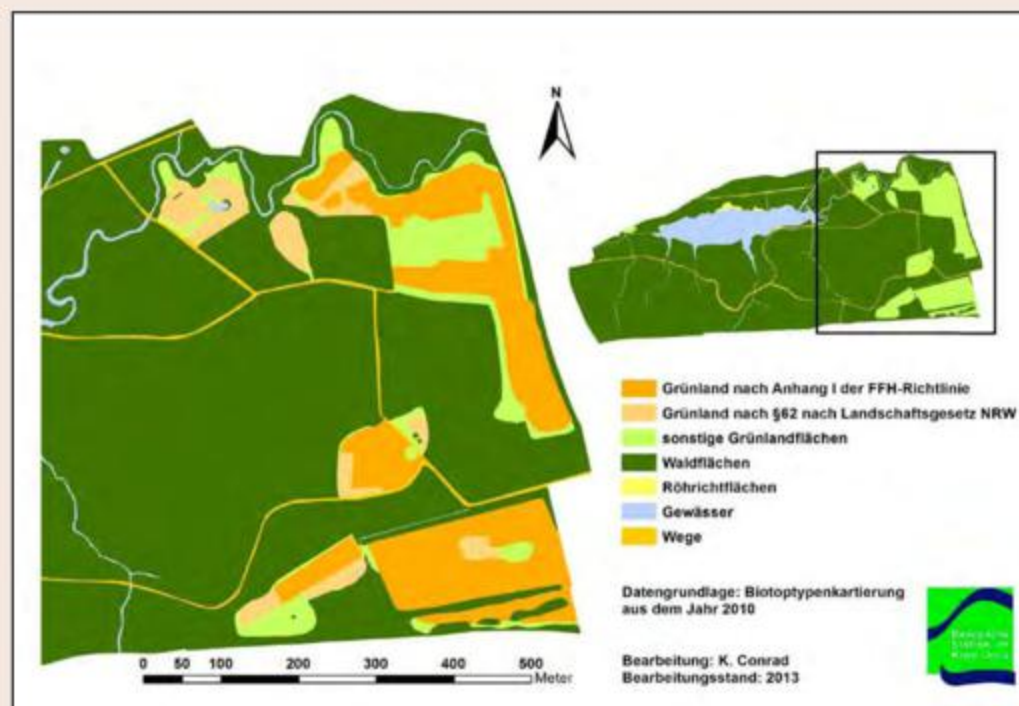 N
Grünland nach Anhang I der FFH-Richtlinie
Grünland nach §62 nach Landschaftsgesetz NRW
sonstige Grünlandflächen
Waldflächen
Röhrichtflächen
Gewässer
Wege
Datengrundlage: Biotoptypenkartierung
aus dem Jahr 2010
Bearbeitung: K. Conrad
Bearbeitungsstand: 2013
0 50 100 200 300 400 500
Meter